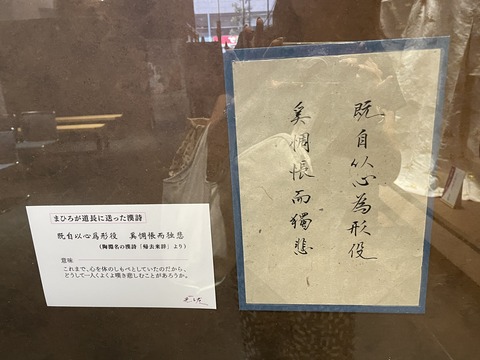 既自以心為形役
奚惆悵而獨悲
まひろが道長に送った漢詩
既自以心爲形役　奚惆悵而独悲
（陶淵名の漢詩「帰去来辞」より）
意味
これまで、心を体のしもべとしていたのだから。
どうして一人くよくよ嘆き悲しむことがあろうか。